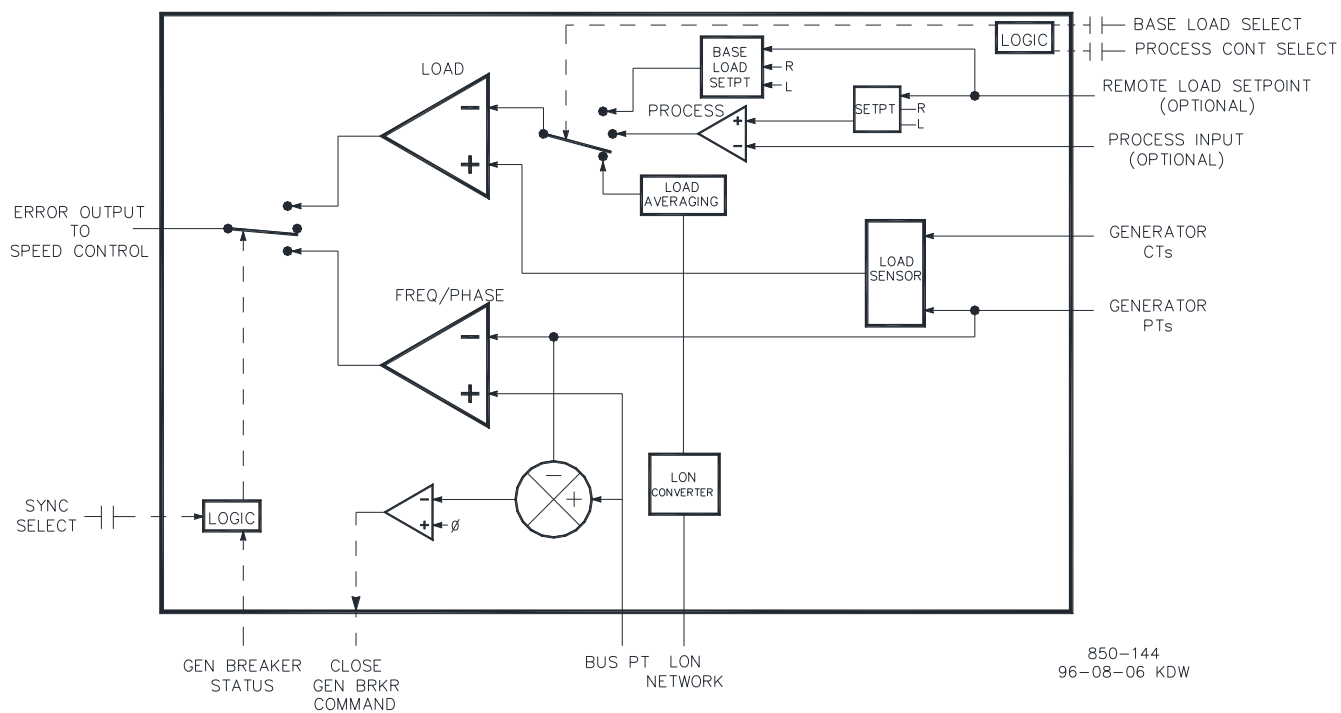 BASE LOAD SELECT
LOGIC
PROCESS CONT SELECT
BASE
LOAD
SETPT
R
L
LOAD
REMOTE LOAD SETPOINT
(OPTIONAL)
PROCESS
SETPT
R
L
+
−
−
+
PROCESS INPUT
(OPTIONAL)
LOAD
AVERAGING
ERROR OUTPUT
TO
SPEED CONTROL
GENERATOR
CTs
LOAD
SENSOR
FREQ/PHASE
GENERATOR
PTs
−
+
LON
CONVERTER
−
+
SYNC
SELECT
LOGIC
−
+
Ø
GEN BREAKER
STATUS
CLOSE
GEN BRKR
COMMAND
BUS PT
LON
NETWORK
850-144
96-08-06 KDW